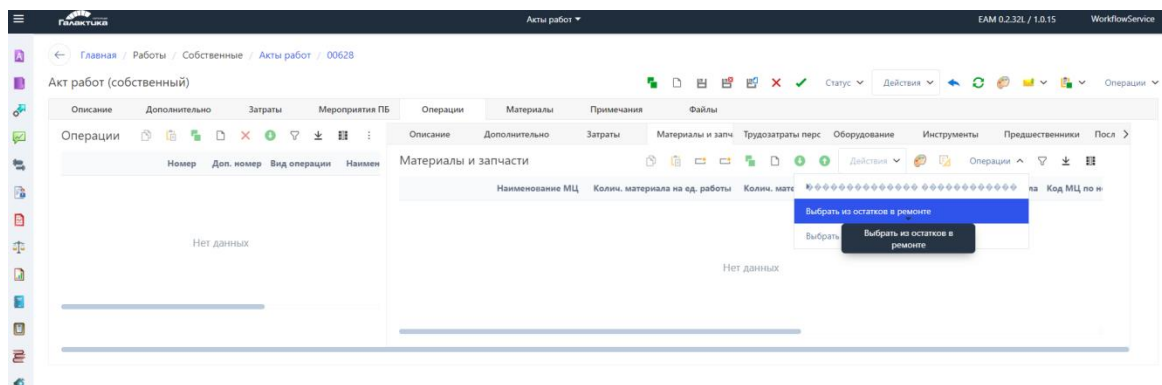 Галактика
Акты работ
EAM 0.2.32L / 1.0.15
WorkflowService
Главная / Работы / Собственные / Акты работ / 00628
Акт работ (собственный)
Статус
Действия
Операции
Описание Дополнительно Затраты Мероприятия ПБ Операции Материалы Примечания Файлы
Операции
Номер Доп. номер Вид операции Наимен
Нет данных
Описание Дополнительно Затраты Материалы и запч Трудозатраты перс Оборудование Инструменты Предшественники Посл
Материалы и запчасти
Действия
Операции
Наименование МЦ Колич. материала на ед. работы Колич. мате ла Код МЦ по н
Выбрать из остатков в ремонте
Выбрать
Выбрать из остатков в
ремонте
Нет данных